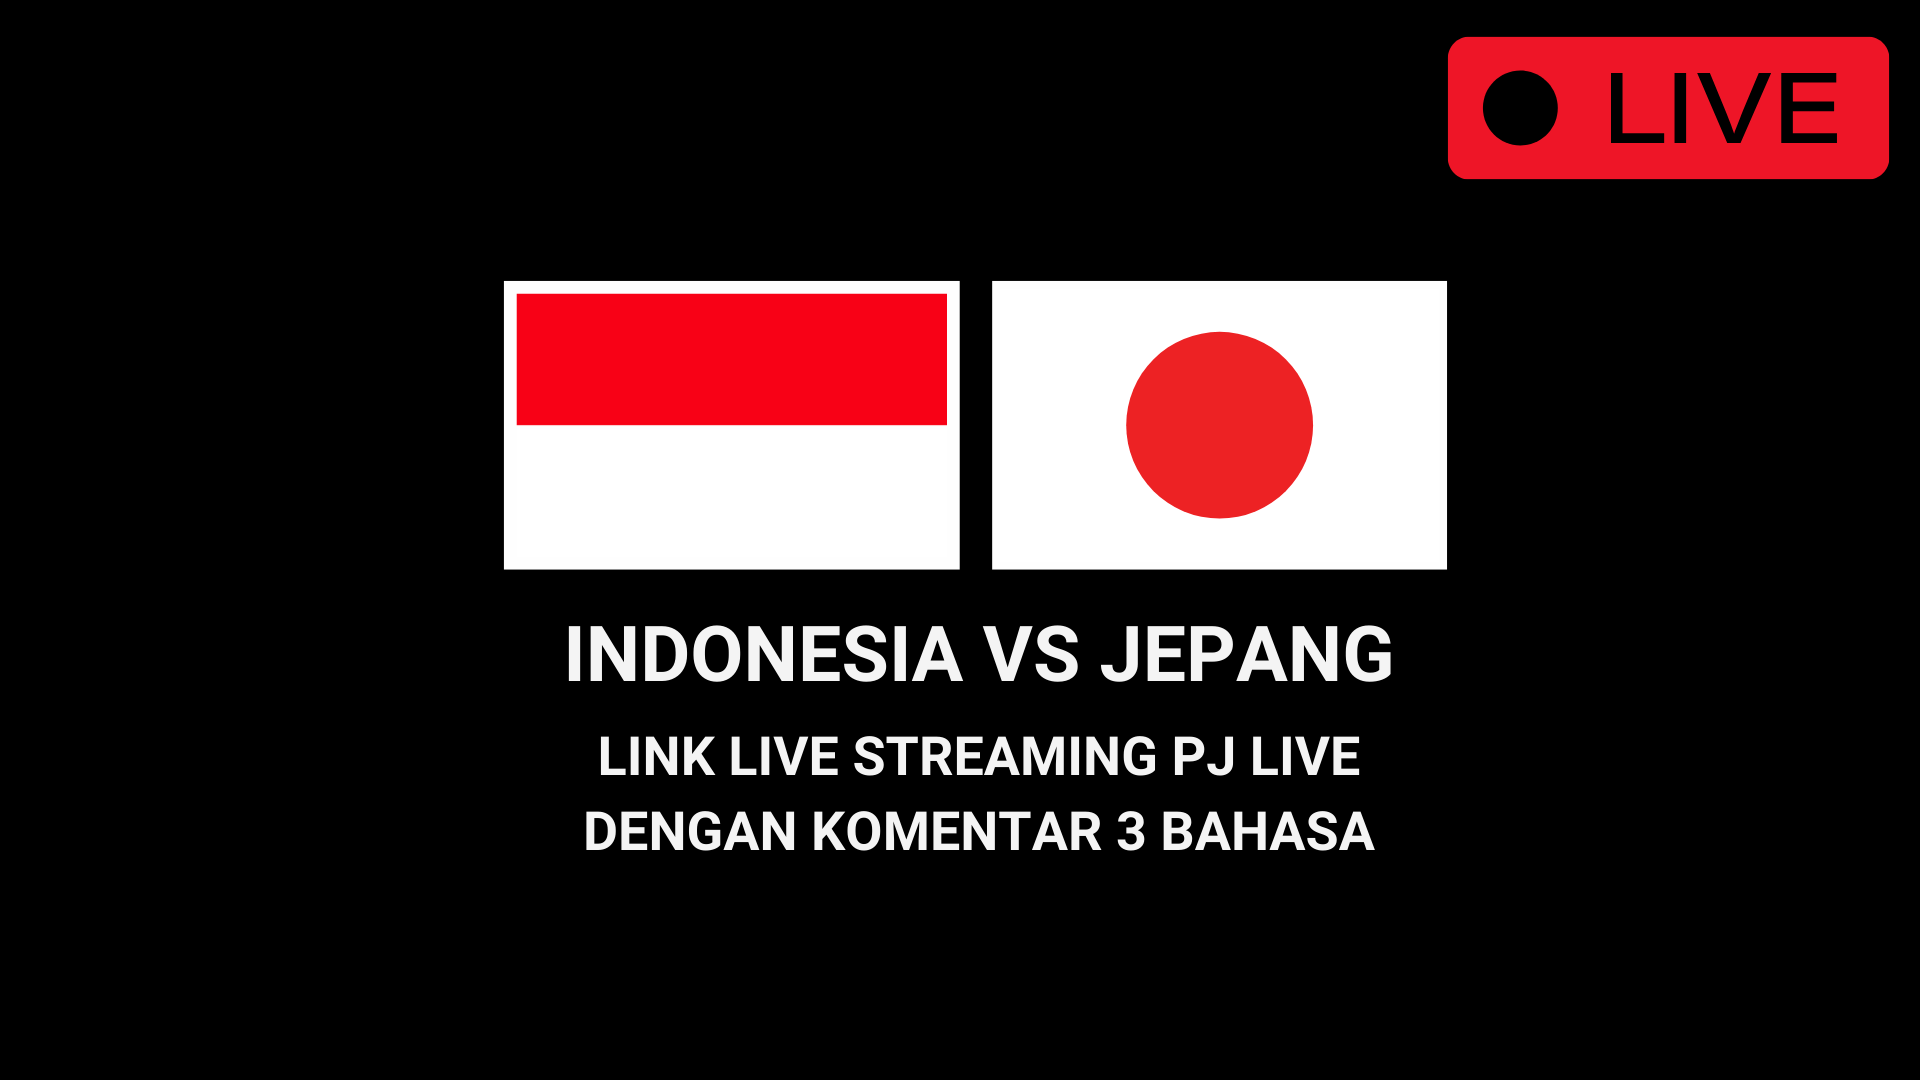 LIVE
INDONESIA VS JEPANG
LINK LIVE STREAMING PJ LIVE
DENGAN KOMENTAR 3 BAHASA